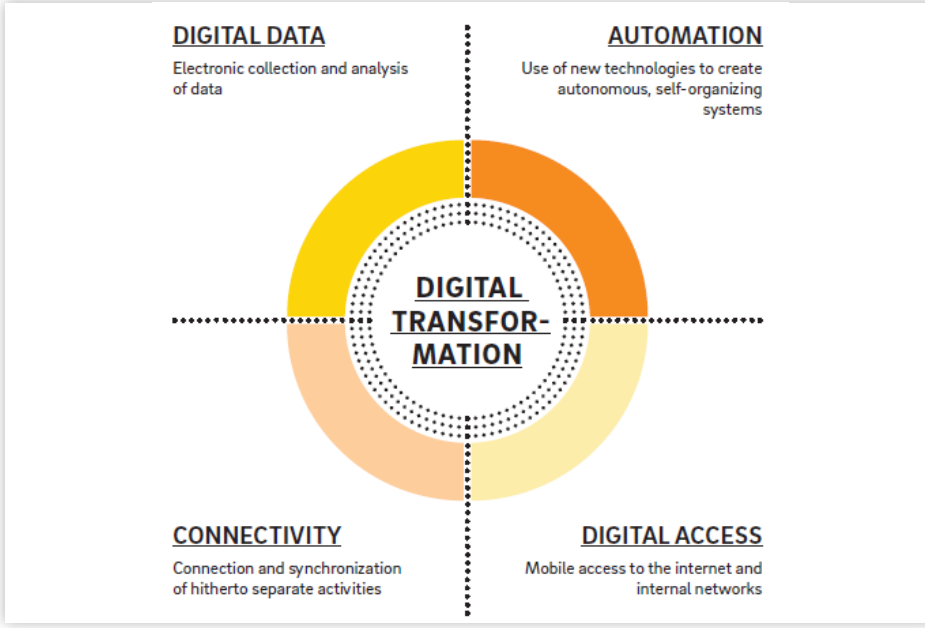 DIGITAL DATA
Electronic collection and analysis
of data
AUTOMATION
Use of new technologies to create
autonomous, self-organizing
systems
DIGITAL
TRANSFOR-
MATION
CONNECTIVITY
Connection and synchronization
of hitherto separate activities
DIGITAL ACCESS
Mobile access to the internet and
internal networks